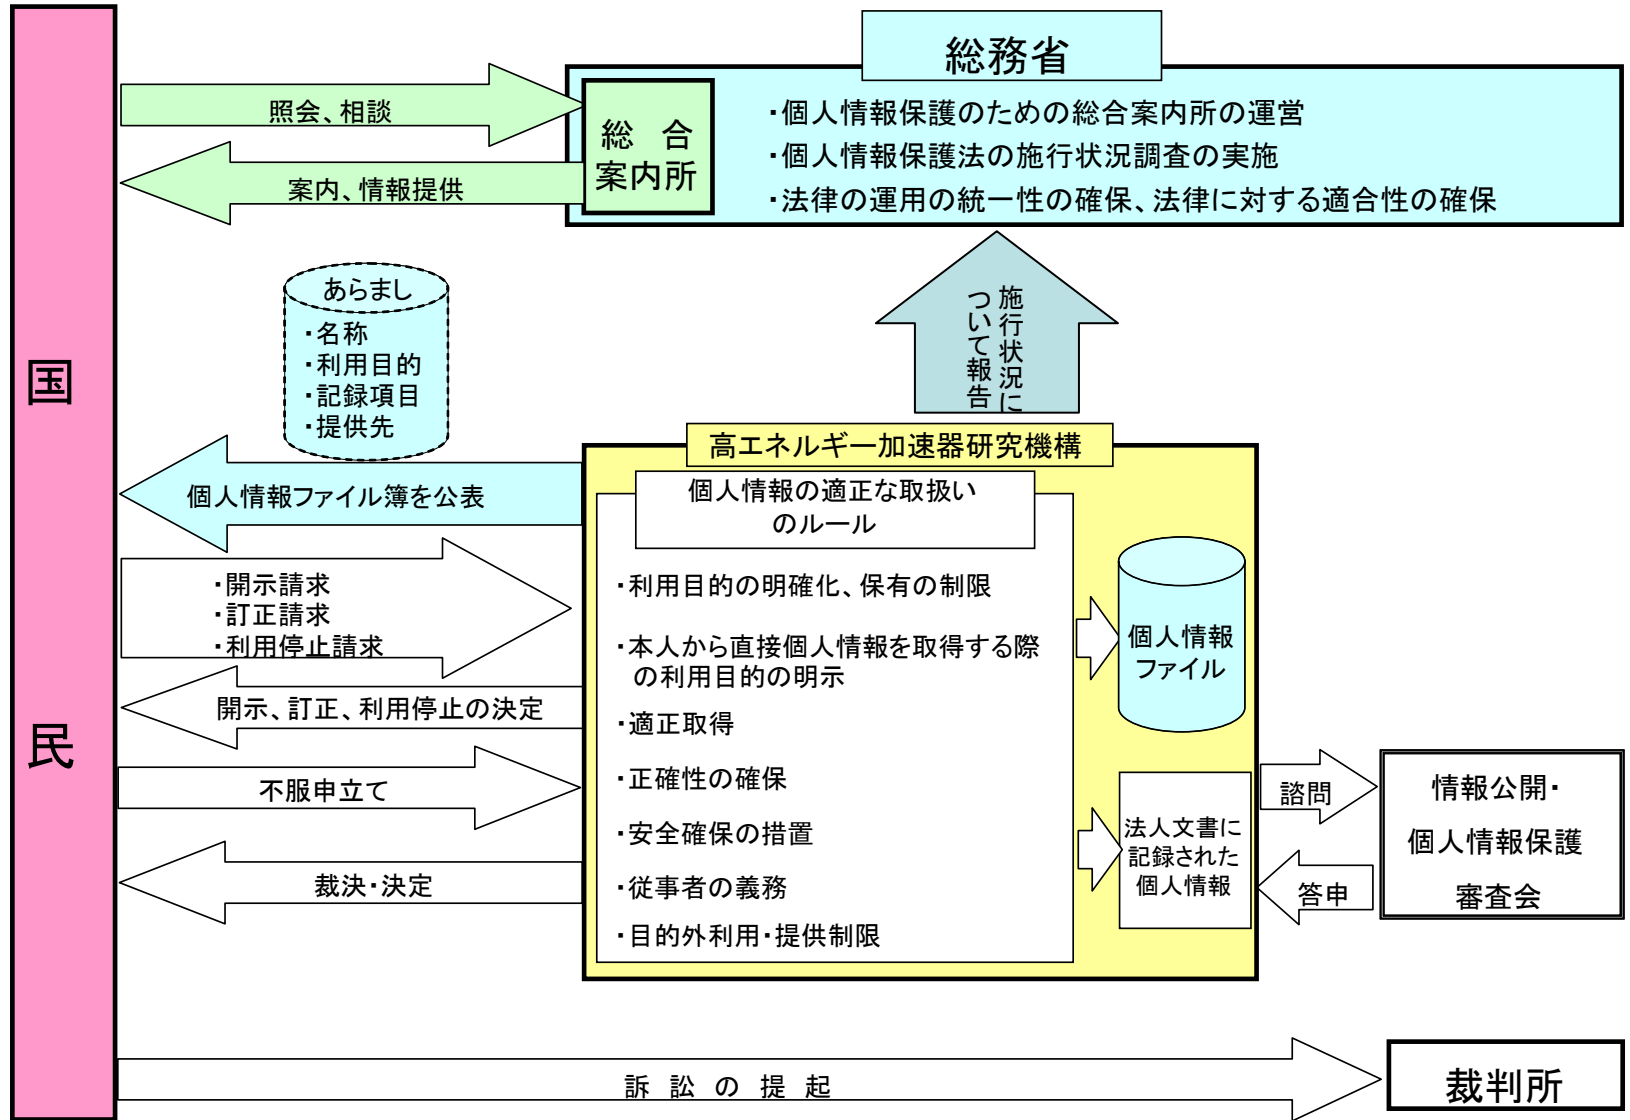 総務省
・個人情報保護のための総合案内所の運営
・個人情報保護法の施行状況調査の実施
・法律の運用の統一性の確保、法律に対する適合性の確保
総　合
案内所
照会、相談
案内、情報提供
国
民
あらまし
・名称
・利用目的
・記録項目
・提供先
施行状況に
ついて報告
高エネルギー加速器研究機構
個人情報の適正な取扱い
のルール
・利用目的の明確化、保有の制限
・本人から直接個人情報を取得する際
の利用目的の明示
・適正取得
・正確性の確保
・安全確保の措置
・従事者の義務
・目的外利用・提供制限
個人情報
ファイル
法人文書に
記録された
個人情報
個人情報ファイル簿を公表
・開示請求
・訂正請求
・利用停止請求
開示、訂正、利用停止の決定
不服申立て
裁決・決定
諮問
答申
情報公開・
個人情報保護
審査会
訴　訟　の　提　起
裁判所